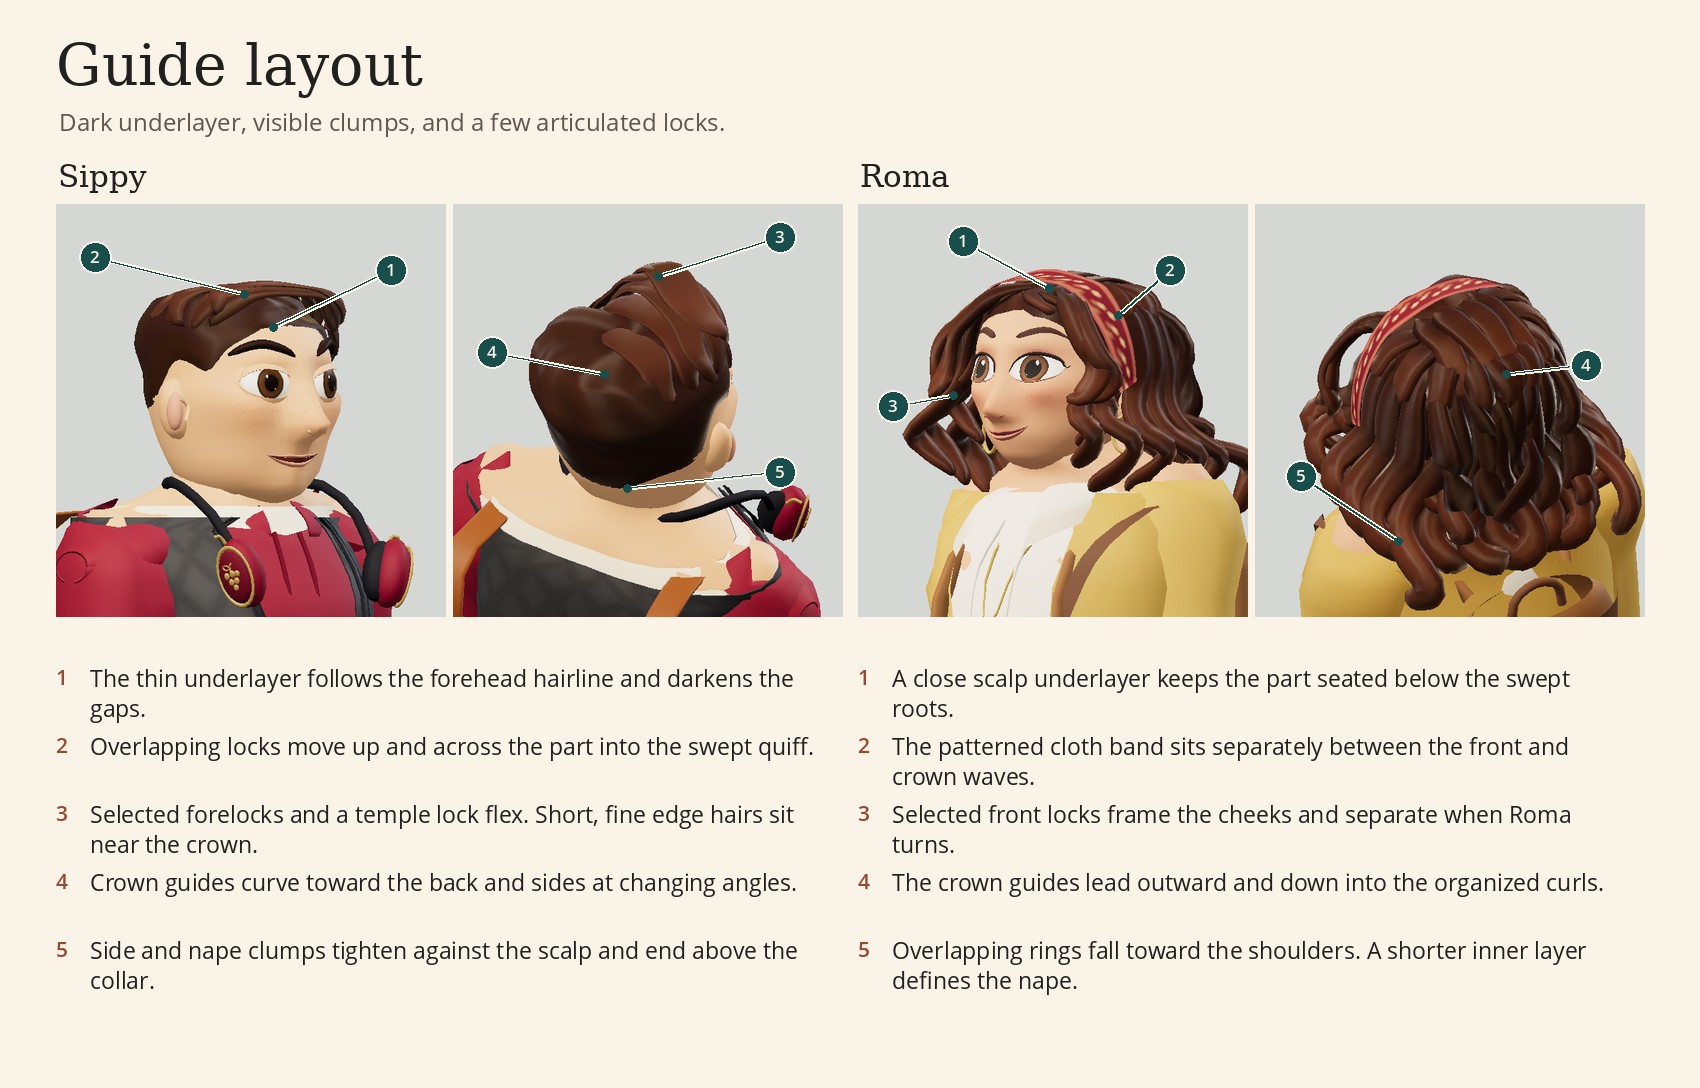 Guide layout
Dark underlayer, visible clumps, and a few articulated locks.
Sippy
Roma
2
1
3
4
5
1
2
3
4
5
1 The thin underlayer follows the forehead hairline and darkens the
gaps.
2 Overlapping locks move up and across the part into the swept quiff.
3 Selected forelocks and a temple lock flex. Short, fine edge hairs sit
near the crown.
4 Crown guides curve toward the back and sides at changing angles.
5 Side and nape clumps tighten against the scalp and end above the
collar.
1 A close scalp underlayer keeps the part seated below the swept
roots.
2 The patterned cloth band sits separately between the front and
crown waves.
3 Selected front locks frame the cheeks and separate when Roma
turns.
4 The crown guides lead outward and down into the organized curls.
5 Overlapping rings fall toward the shoulders. A shorter inner layer
defines the nape.